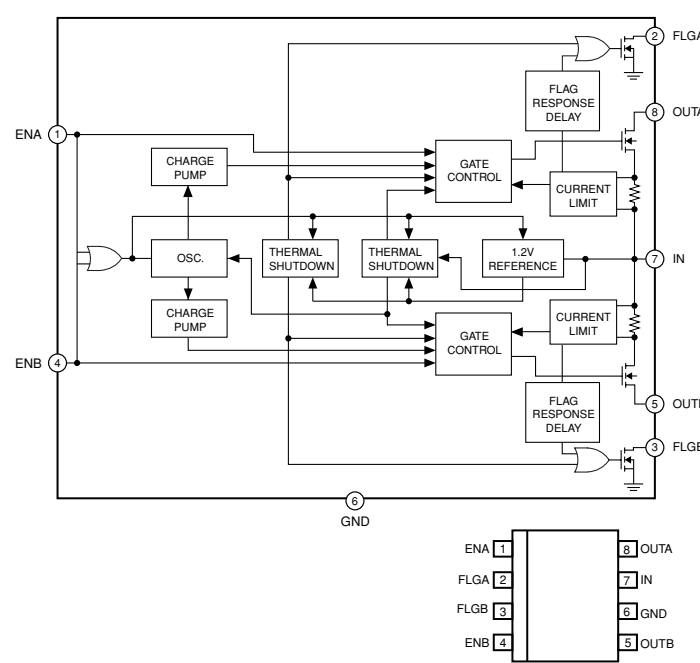 2 FLGA
FLAG
RESPONSE
DELAY
8 OUTA
ENA 1
CHARGE
PUMP
GATE
CONTROL
CURRENT
LIMIT
OSC.
THERMAL
SHUTDOWN
THERMAL
SHUTDOWN
1.2V
REFERENCE
7 IN
CHARGE
PUMP
GATE
CONTROL
CURRENT
LIMIT
ENB 4
FLAG
RESPONSE
DELAY
5 OUT
3 FLG
6
GND
ENA 1
8 OUTA
FLGA 2
7 IN
FLGB 3
6 GND
ENB 4
5 OUTB